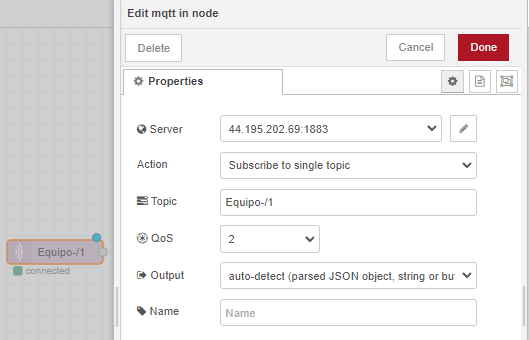 Edit mqtt in node
Delete
Cancel
Done
Properties
Server
44.195.202.69:1883
Action
Subscribe to single topic
Topic
Equipo-/1
QoS
2
Output
auto-detect (parsed JSON object, string or buf
Name
Name
Equipo-/1
connected